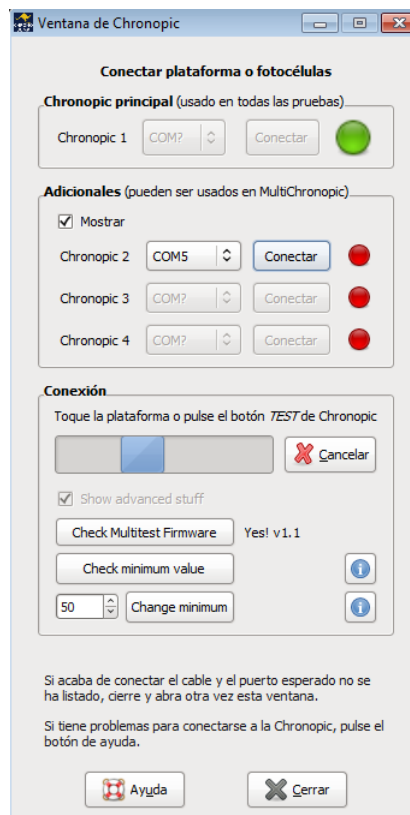 Ventana de Chronopic
Conectar plataforma o fotocélulas
Chronopic principal (usado en todas las pruebas)
Chronopic 1 COM? Conectar
Adicionales (pueden ser usados en MultiChronopic)
Mostrar
Chronopic 2 COM5 Conectar
Chronopic 3 COM? Conectar
Chronopic 4 COM? Conectar
Conexión
Toque la plataforma o pulse el botón TEST de Chronopic
Cancelar
Show advanced stuff
Check Multitest Firmware Yes! v1.1
Check minimum value
50 Change minimum
Si acaba de conectar el cable y el puerto esperado no se
ha listado, cierre y abra otra vez esta ventana.
Si tiene problemas para conectarse a la Chronopic, pulse el
botón de ayuda.
Ayuda Cerrar